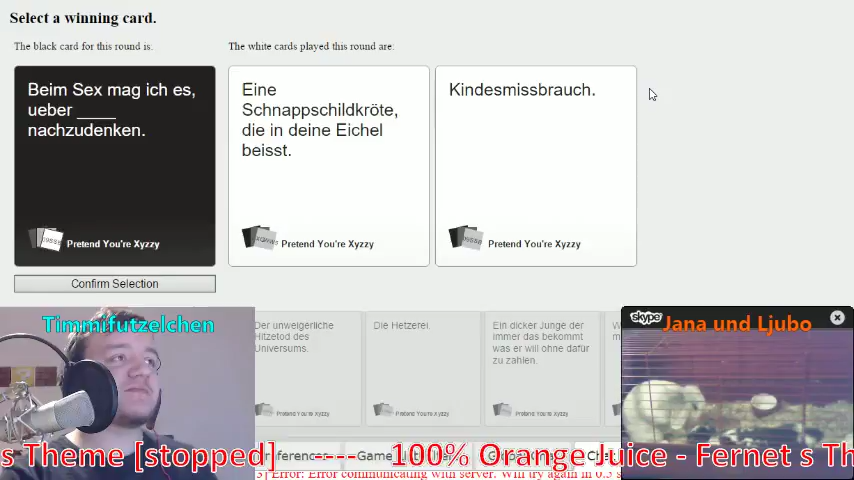 Select a winning card.
The black card for this round is:
The white cards played this round are:
Beim Sex mag ich es,
ueber ____
nachzudenken.
Pretend You're Xyzzy
Eine
Schnappschildkröte,
die in deine Eichel
beisst.
Pretend You're Xyzzy
Kindesmissbrauch.
Pretend You're Xyzzy
Confirm Selection
Timmifutzelchen
Der unweigerliche
Hitzetod des
Universums.
Pretend You're Xyzzy
Die Hetzerei.
Pretend You're Xyzzy
Ein dicker Junge der
immer das bekommt
was er will ohne dafür
zu zahlen.
Pretend You're Xyzzy
skype
Jana und Ljubo
s Theme [stopped] ----- 100% Orange Juice - Fernet s Th
Error: Error communicating with server. Will try again in 0.5 s